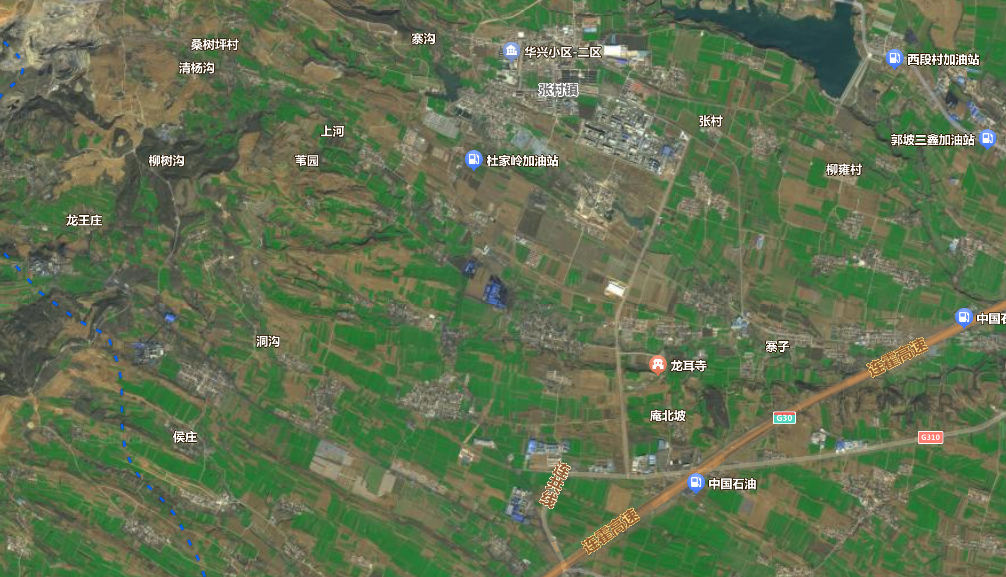 寨沟
桑树坪村
华兴小区-二区
西段村加油站
清杨沟
张村镇
张村
上河
郭坡三鑫加油站
柳树沟
苇园
杜家岭加油站
柳雍村
龙王庄
中国石
洞沟
寨子
连霍高速
龙耳寺
庵北坡
G30
侯庄
G310
中国石油
连霍高速